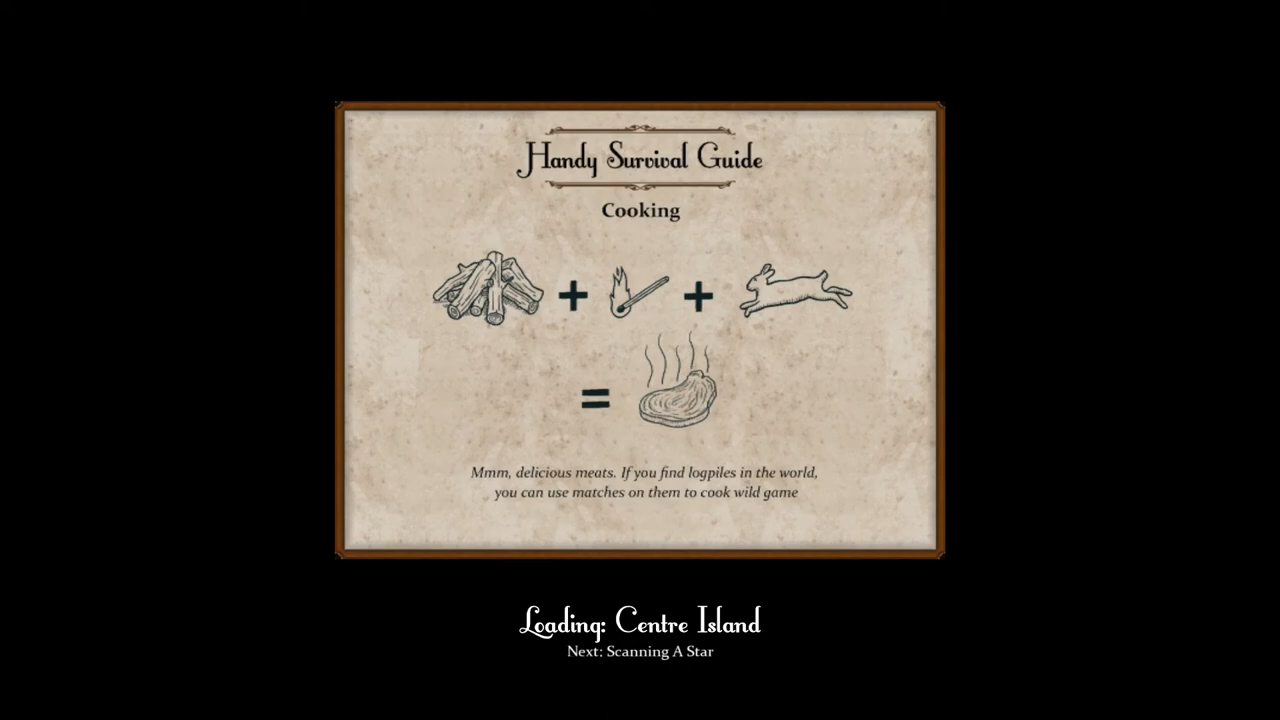 Handy Survival Guide
Cooking
+ +
=
Mmm, delicious meats. If you find logpiles in the world,
you can use matches on them to cook wild game
Loading: Centre Island
Next: Scanning A Star